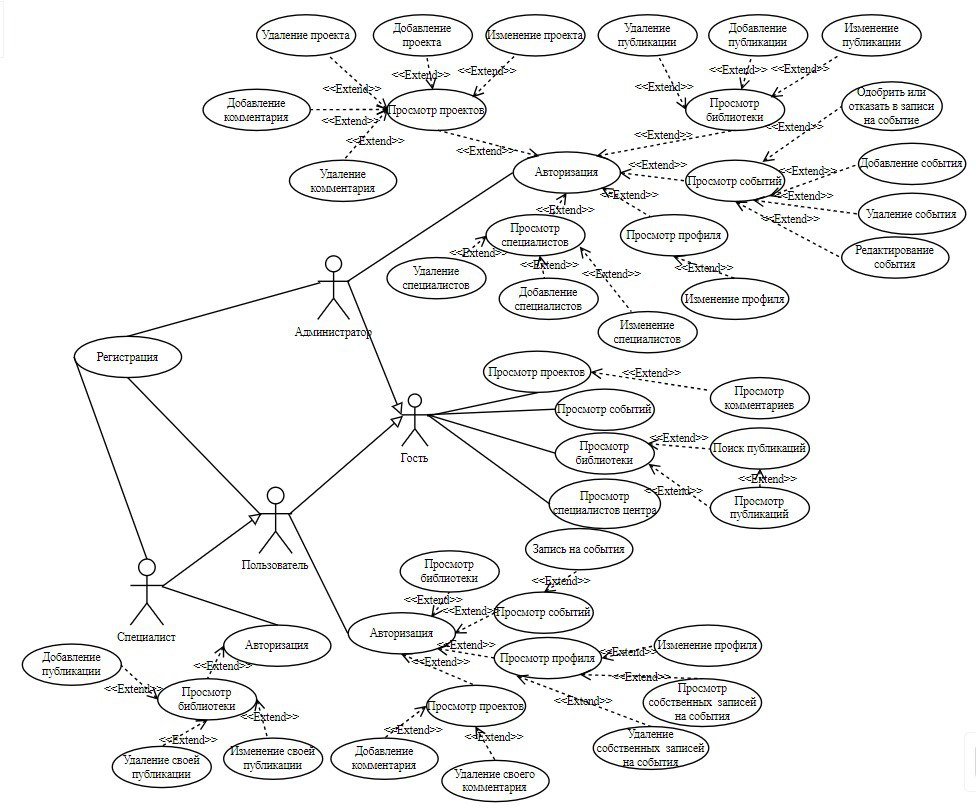 Удаление проекта
Добавление
проекта
Изменение проекта
<<Extend>>
<<Extend>>
<<Extend>>
Добавление
комментария
Просмотр проектов
<<Extend>>
<<Extend>>
Удаление
комментария
<<Extend>>
Удаление
публикации
Добавление
публикации
Изменение
публикации
<<Extend>>
<<Extend>>
<<Extend>>
Просмотр
библиотеки
<<Extend>>
Одобрить или
отказать в записи
на событие
<<Extend>>
Авторизация
<<Extend>>
Просмотр событий
<<Extend>>
Добавление события
<<Extend>>
Удаление события
<<Extend>>
Редактирование
события
<<Extend>>
Просмотр
специалистов
Просмотр профиля
<<Extend>>
<<Extend>>
<<Extend>>
<<Extend>>
Удаление
специалистов
Добавление
специалистов
Изменение профиля
Изменение
специалистов
Администратор
Регистрация
Просмотр проектов
<<Extend>>
Просмотр
комментариев
Просмотр событий
Гость
Просмотр
библиотеки
<<Extend>>
Поиск публикаций
<<Extend>>
<<Extend>>
Просмотр
публикаций
Просмотр
специалистов центра
Запись на события
Пользователь
Просмотр
библиотеки
<<Extend>>
<<Extend>>
<<Extend>>
Просмотр событий
Специалист
Авторизация
Авторизация
<<Extend>>
<<Extend>>
Просмотр профиля
<<Extend>>
Изменение профиля
<<Extend>>
Просмотр
собственных записей
на события
<<Extend>>
Удаление
собственных записей
на события
Добавление
публикации
<<Extend>>
<<Extend>>
Просмотр
библиотеки
<<Extend>>
<<Extend>>
Удаление своей
публикации
Изменение своей
публикации
Просмотр проектов
<<Extend>>
<<Extend>>
Добавление
комментария
Удаление своего
комментария